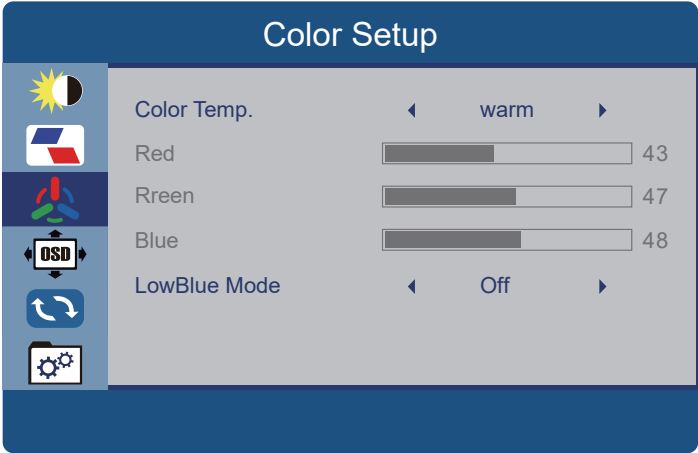 Color Setup
Color Temp. warm
Red 43
Rreen 47
Blue 48
OSD
LowBlue Mode Off